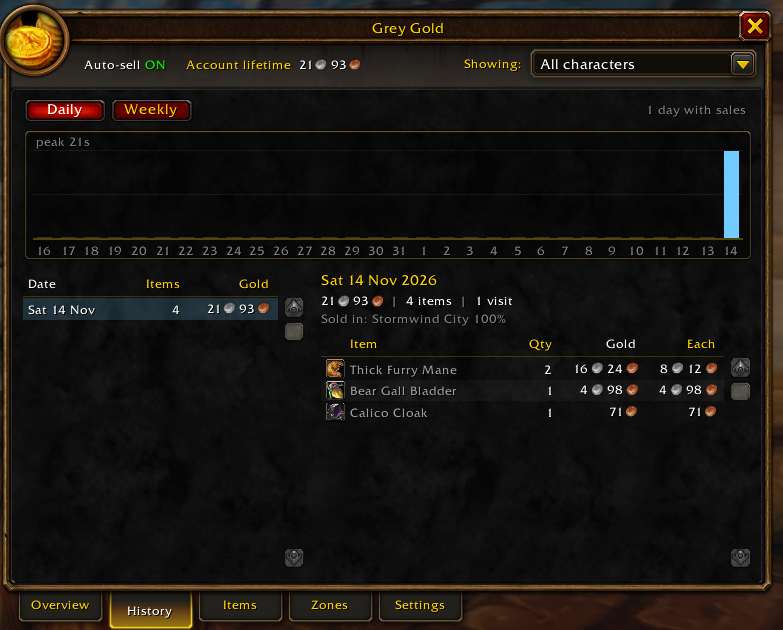 Grey Gold
Auto-sell ON Account lifetime 21 93 Showing: All characters
Daily Weekly 1 day with sales
peak 21s
16 17 18 19 20 21 22 23 24 25 26 27 28 29 30 31 1 2 3 4 5 6 7 8 9 10 11 12 13 14
Date Items Gold
Sat 14 Nov 4 21 93
Sat 14 Nov 2026
21 93 | 4 items | 1 visit
Sold in: Stormwind City 100%
Item Qty Gold Each
Thick Furry Mane 2 16 24 8 12
Bear Gall Bladder 1 4 98 4 98
Calico Cloak 1 71 71
Overview History Items Zones Settings